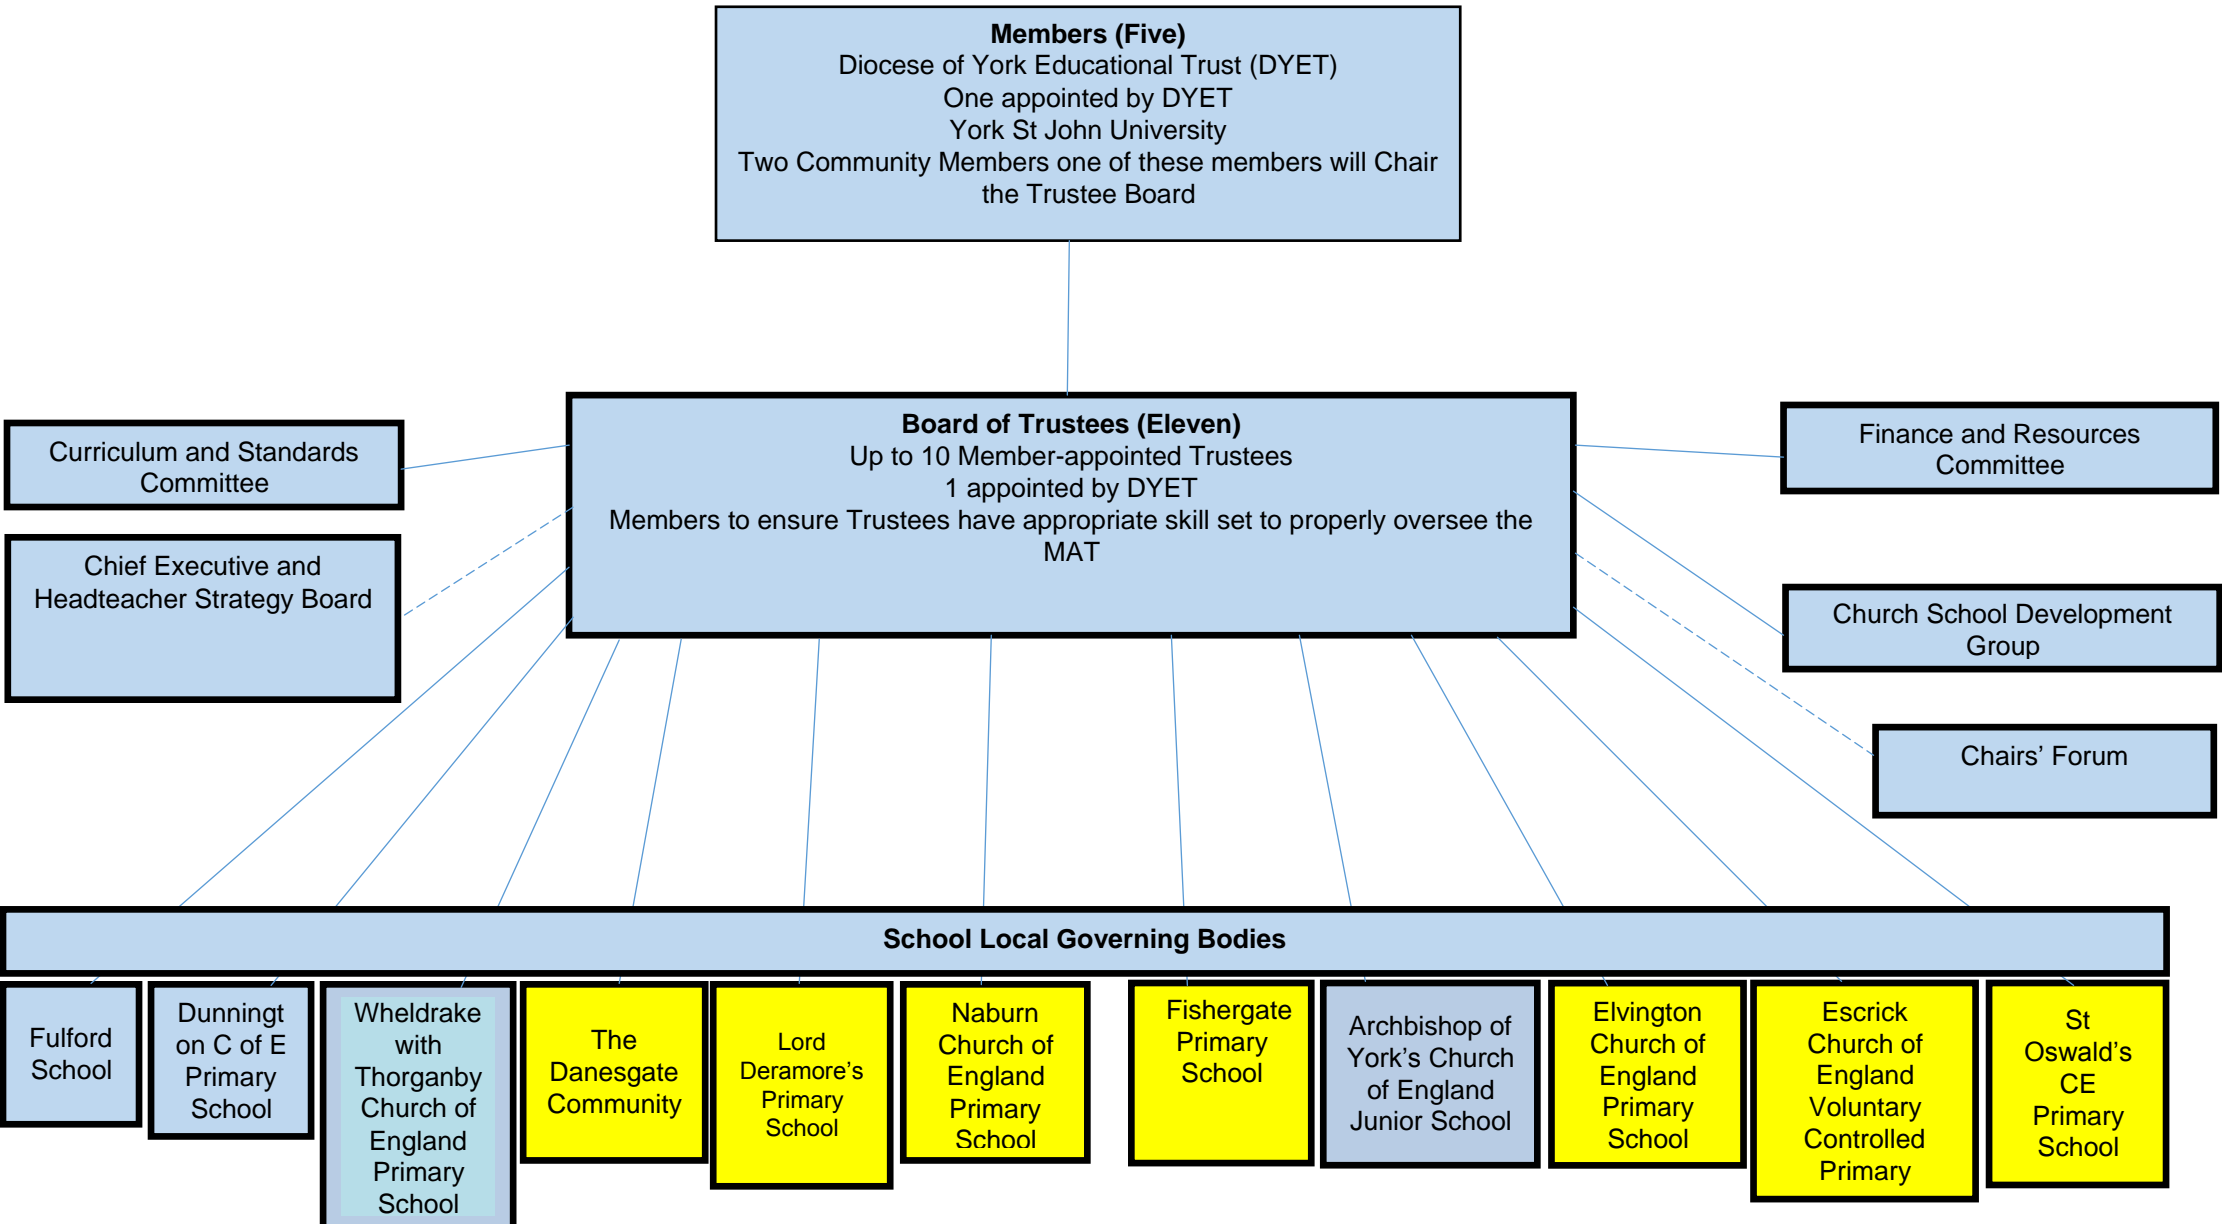 Members (Five)
Diocese of York Educational Trust (DYET)
One appointed by DYET
York St John University
Two Community Members one of these members will Chair
the Trustee Board
Curriculum and Standards
Committee
Chief Executive and
Headteacher Strategy Board
Board of Trustees (Eleven)
Up to 10 Member-appointed Trustees
1 appointed by DYET
Members to ensure Trustees have appropriate skill set to properly oversee the
MAT
Finance and Resources
Committee
Church School Development
Group
Chairs’ Forum
School Local Governing Bodies
Fulford
School
Dunningt
on C of E
Primary
School
Wheldrake
with
Thorganby
Church of
England
Primary
School
The
Danesgate
Community
Lord
Deramore’s
Primary
School
Naburn
Church of
England
Primary
School
Fishergate
Primary
School
Archbishop of
York’s Church
of England
Junior School
Elvington
Church of
England
Primary
School
Escrick
Church of
England
Voluntary
Controlled
Primary
St
Oswald’s
CE
Primary
School